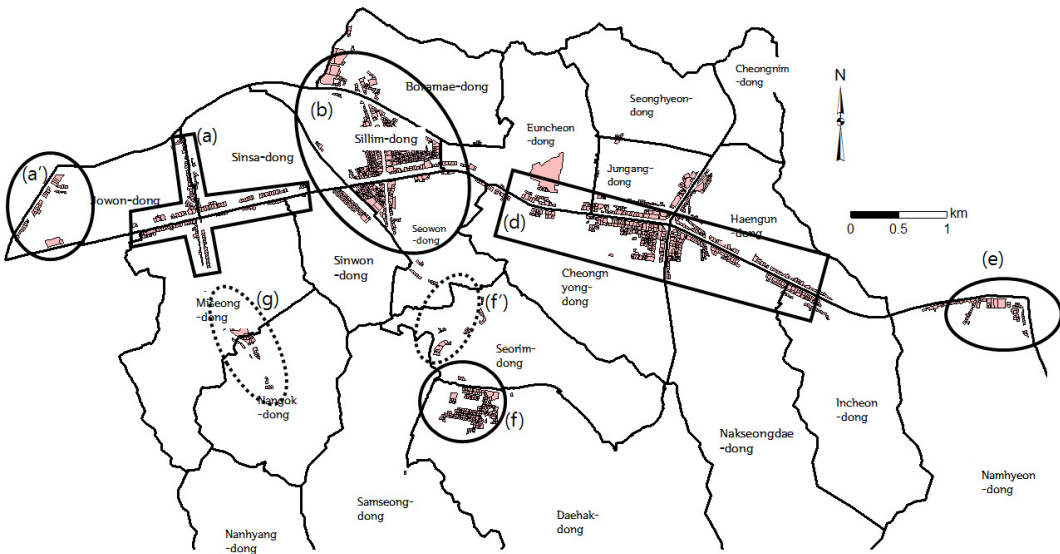 Cheongnim
-dong
N
Boramae-dong
Seonghyeon-
dong
(b)
(a)
Euncheon
-dong
Sillim-dong
Sinsa-dong
(a')
Jungang-
dong
Jowon-dong
km
0 0.5 1
Haengun
-dong
(d)
Seowon
-dong
Sinwon
-dong
(e)
Cheongn
yong-
dong
(g)
(f')
Miseong
-dong
Seorim-
dong
Nangok
-dong
Incheon
-dong
(f)
Nakseongdae
-dong
Namhyeon
-dong
Samseong-
dong
Daehak-
dong
Nanhyang
-dong